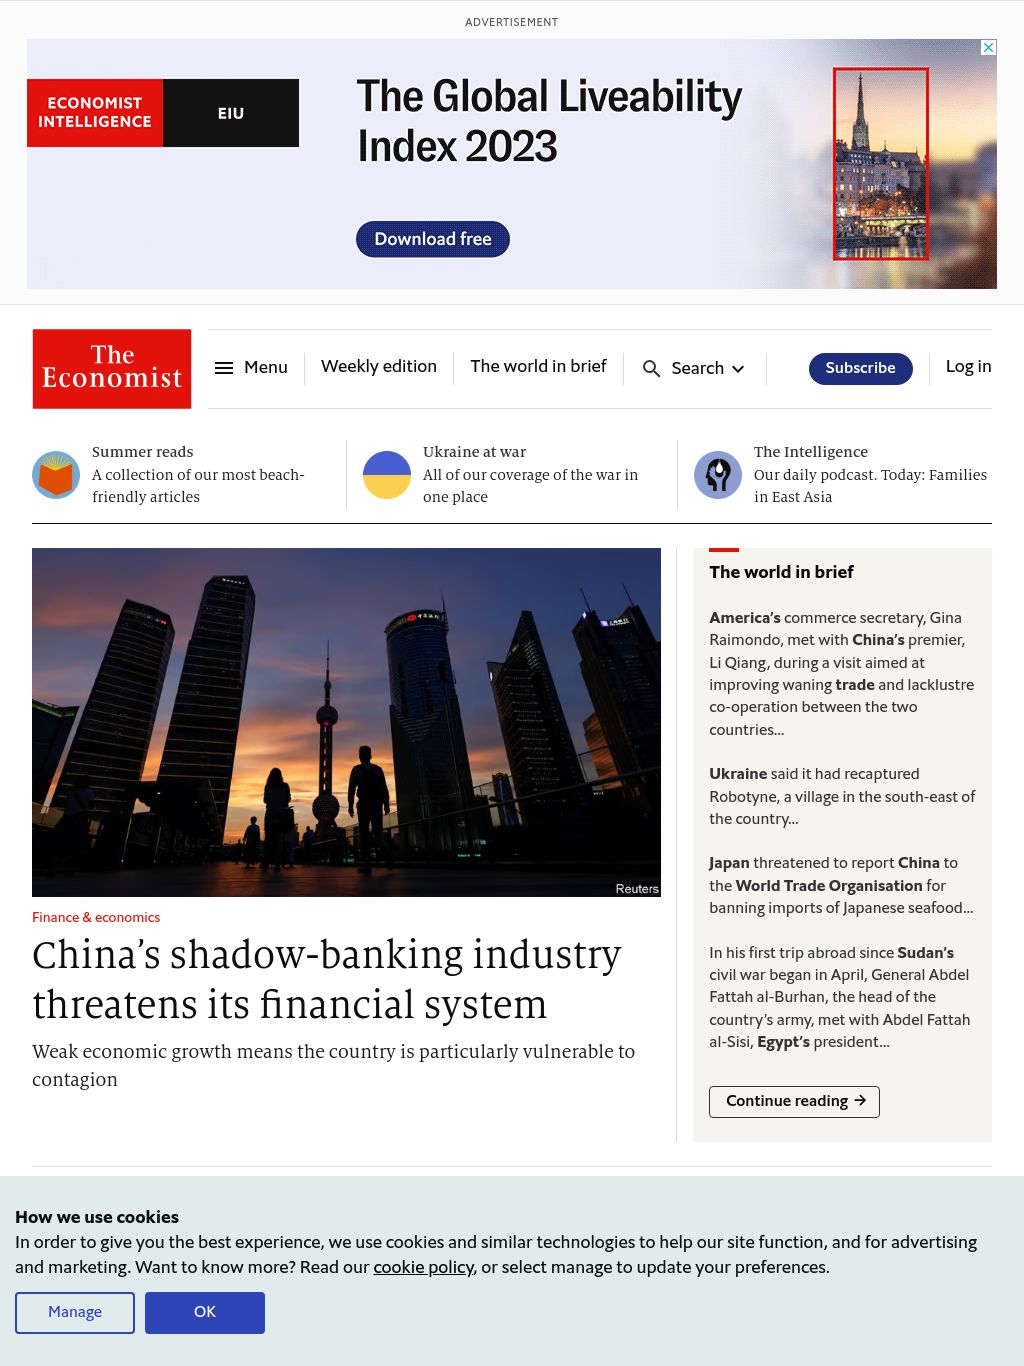 ADVERTISEMENT
ECONOMIST
INTELLIGENCE
EIU
The Global Liveability
Index 2023
Download free
The
Economist
Menu
Weekly edition
The world in brief
Search
Subscribe
Log in
Summer reads
A collection of our most beach-
friendly articles
Ukraine at war
All of our coverage of the war in
one place
The Intelligence
Our daily podcast. Today: Families
in East Asia
Reuters
Finance & economics
China’s shadow-banking industry
threatens its financial system
Weak economic growth means the country is particularly vulnerable to
contagion
The world in brief
America’s commerce secretary, Gina
Raimondo, met with China’s premier,
Li Qiang, during a visit aimed at
improving waning trade and lacklustre
co-operation between the two
countries…
Ukraine said it had recaptured
Robotyne, a village in the south-east of
the country…
Japan threatened to report China to
the World Trade Organisation for
banning imports of Japanese seafood…
In his first trip abroad since Sudan’s
civil war began in April, General Abdel
Fattah al-Burhan, the head of the
country’s army, met with Abdel Fattah
al-Sisi, Egypt’s president…
Continue reading →
How we use cookies
In order to give you the best experience, we use cookies and similar technologies to help our site function, and for advertising
and marketing. Want to know more? Read our cookie policy, or select manage to update your preferences.
Manage
OK